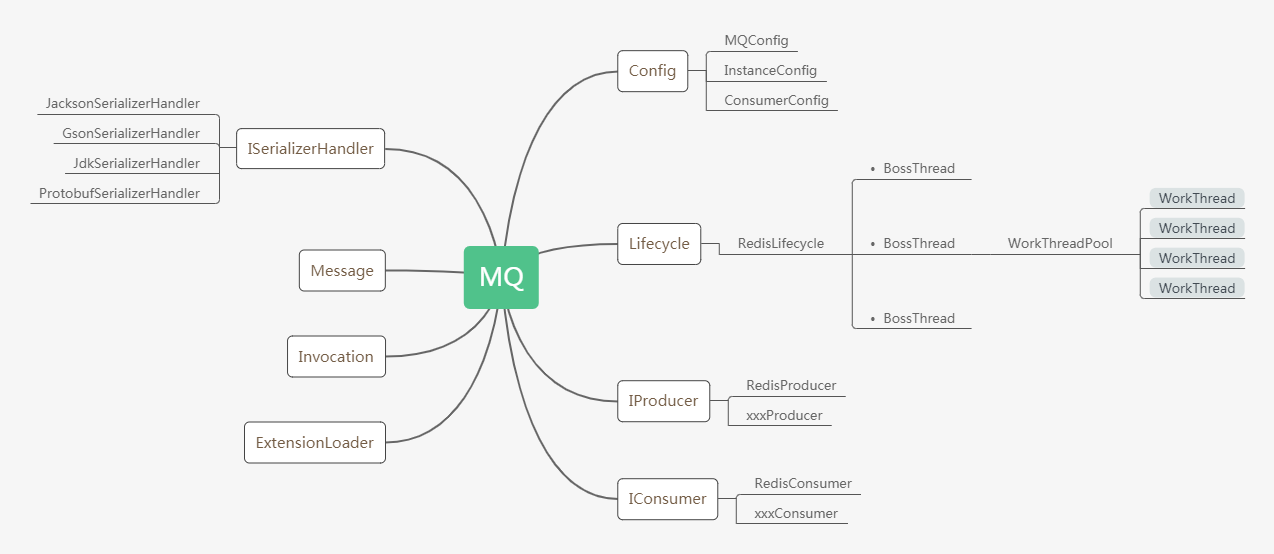 MQ
Config
MQConfig
InstanceConfig
ConsumerConfig
Lifecycle
RedisLifecycle
• BossThread
• BossThread
WorkThreadPool
WorkThread
WorkThread
WorkThread
WorkThread
• BossThread
IProducer
RedisProducer
xxxProducer
IConsumer
RedisConsumer
xxxConsumer
ISerializerHandler
JacksonSerializerHandler
GsonSerializerHandler
JdkSerializerHandler
ProtobufSerializerHandler
Message
Invocation
ExtensionLoader